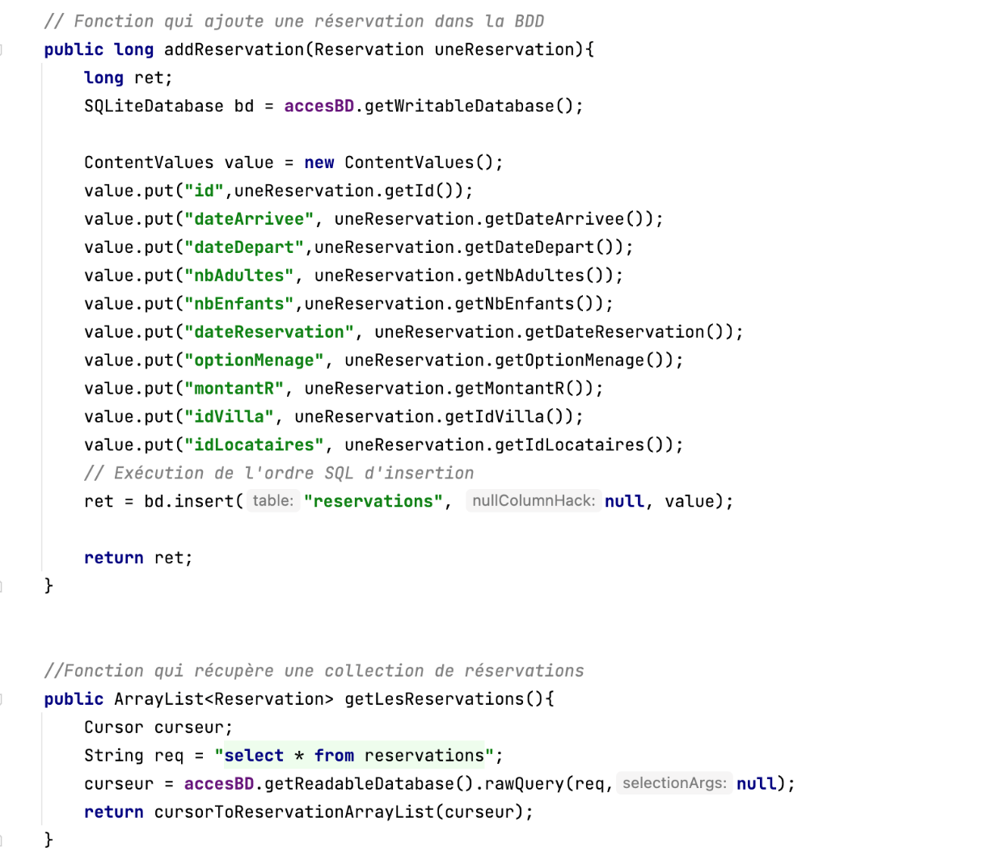 // Fonction qui ajoute une réservation dans la BDD
public long addReservation(Reservation uneReservation){
long ret;
SQLiteDatabase bd = accesBD.getWritableDatabase();
ContentValues value = new ContentValues();
value.put("id",uneReservation.getId());
value.put("dateArrivee", uneReservation.getDateArrivee());
value.put("dateDepart",uneReservation.getDateDepart());
value.put("nbAdultes", uneReservation.getNbAdultes());
value.put("nbEnfants",uneReservation.getNbEnfants());
value.put("dateReservation", uneReservation.getDateReservation());
value.put("optionMenage", uneReservation.getOptionMenage());
value.put("montantR", uneReservation.getMontantR());
value.put("idVilla", uneReservation.getIdVilla());
value.put("idLocataires", uneReservation.getIdLocataires());
// Exécution de l'ordre SQL d'insertion
ret = bd.insert( table: "reservations", nullColumnHack: null, value);
return ret;
}
//Fonction qui récupère une collection de réservations
public ArrayList<Reservation> getLesReservations(){
Cursor curseur;
String req = "select * from reservations";
curseur = accesBD.getReadableDatabase().rawQuery(req, selectionArgs: null);
return cursorToReservationArrayList(curseur);
}